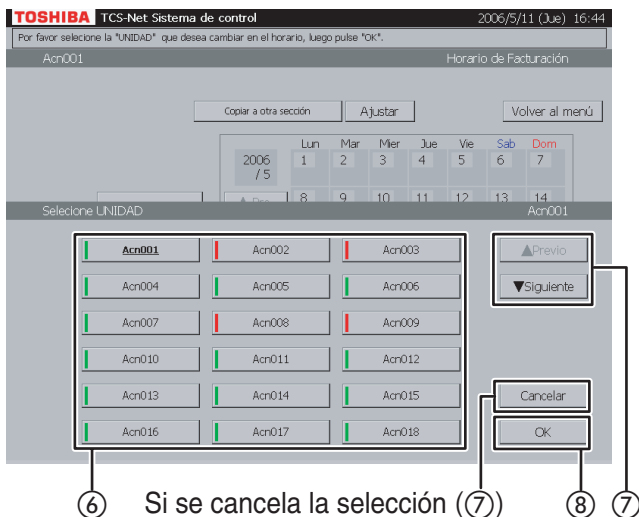 TOSHIBA TCS-Net Sistema de control 2006/5/11 (Jue) 16:44
Por favor selecione la "UNIDAD" que desea cambiar en el horario, luego pulse "OK".
Acn001 Horario de Facturación
Copiar a otra sección Ajustar Volver al menú
Lun Mar Mier Jue Vie Sab Dom
2006 1 2 3 4 5 6 7
/ 5
8 9 10 11 12 13 14
Selecione UNIDAD Acn001
Acn001 Acn002 Acn003 ▲Previo
Acn004 Acn005 Acn006 ▼Siguiente
Acn007 Acn008 Acn009
Acn010 Acn011 Acn012
Acn013 Acn014 Acn015 Cancelar
Acn016 Acn017 Acn018 OK
⑥ Si se cancela la selección (⑦) ⑧ ⑦